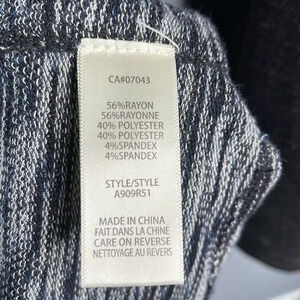 CA#07043
56%RAYON
56%RAYONNE
40% POLYESTER
40% POLYESTER
4%SPANDEX
4%SPANDEX
STYLE/STYLE
A909R51
MADE IN CHINA
FAIT DANS LA CHINE
CARE ON REVERSE
NETTOYAGE AU REVERS